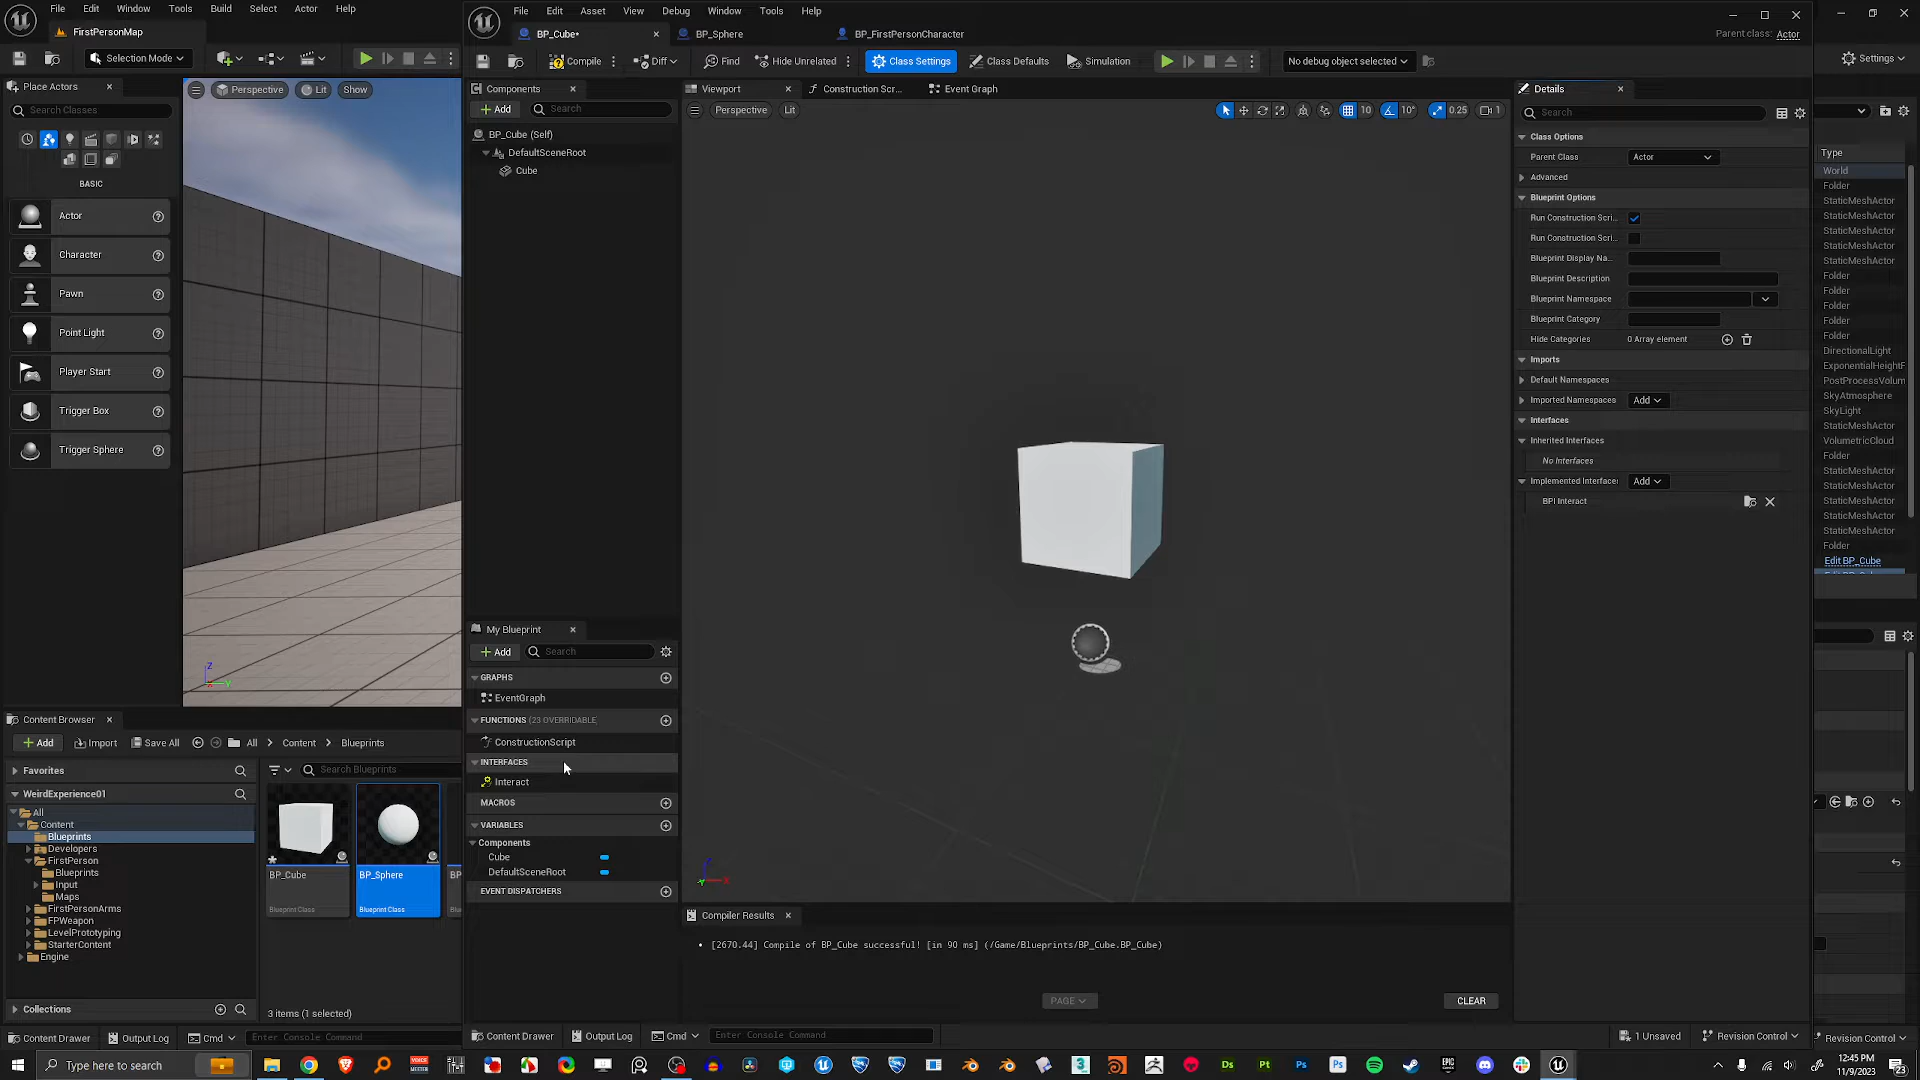 File Edit Window Tools Build Select Actor Help
FirstPersonMap
Selection Mode
Place Actors
Search Classes
BASIC
Actor
Character
Pawn
Point Light
Player Start
Trigger Box
Trigger Sphere
Perspective Lit Show
File Edit Asset View Debug Window Tools Help
BP_Cube* BP_Sphere BP_FirstPersonCharacter
Parent class: Actor
Compile Diff Find Hide Unrelated Class Settings Class Defaults Simulation No debug object selected
Settings
Components
Add Search
BP_Cube (Self)
DefaultSceneRoot
Cube
Viewport Construction Scr... Event Graph
Perspective Lit
10 10° 0.25 1
Details
Search
Class Options
Parent Class Actor
Advanced
Blueprint Options
Run Construction Scri...
Run Construction Scri...
Blueprint Display Na...
Blueprint Description
Blueprint Namespace
Blueprint Category
Hide Categories 0 Array element
Imports
Default Namespaces
Imported Namespaces Add
Interfaces
Inherited Interfaces
No Interfaces
Implemented Interface Add
BPI Interact
Type
World
Folder
StaticMeshActor
StaticMeshActor
StaticMeshActor
StaticMeshActor
StaticMeshActor
Folder
Folder
Folder
Folder
Folder
DirectionalLight
ExponentialHeightF
PostProcessVolum
SkyAtmosphere
SkyLight
StaticMeshActor
VolumetricCloud
Folder
StaticMeshActor
StaticMeshActor
StaticMeshActor
StaticMeshActor
StaticMeshActor
Folder
Edit BP_Cube
My Blueprint
Add Search
GRAPHS
EventGraph
FUNCTIONS (23 OVERRIDABLE
ConstructionScript
INTERFACES
Interact
MACROS
VARIABLES
Components
Cube
DefaultSceneRoot
EVENT DISPATCHERS
Compiler Results
[2670.44] Compile of BP_Cube successful! [in 90 ms] (/Game/Blueprints/BP_Cube.BP_Cube)
PAGE
CLEAR
Content Browser
Add Import Save All All Content Blueprints
Favorites
Search Blueprints
WeirdExperience01
All
Content
Blueprints
Developers
FirstPerson
Blueprints
Input
Maps
FirstPersonArms
FPWeapon
LevelPrototyping
StarterContent
Engine
Collections
BP_Cube
Blueprint Class
BP_Sphere
Blueprint Class
BP
3 items (1 selected)
Content Drawer Output Log Cmd Enter Console Command
Content Drawer Output Log Cmd Enter Console Command
1 Unsaved Revision Control
Revision Control
Type here to search
12:45 PM
11/9/2023
23